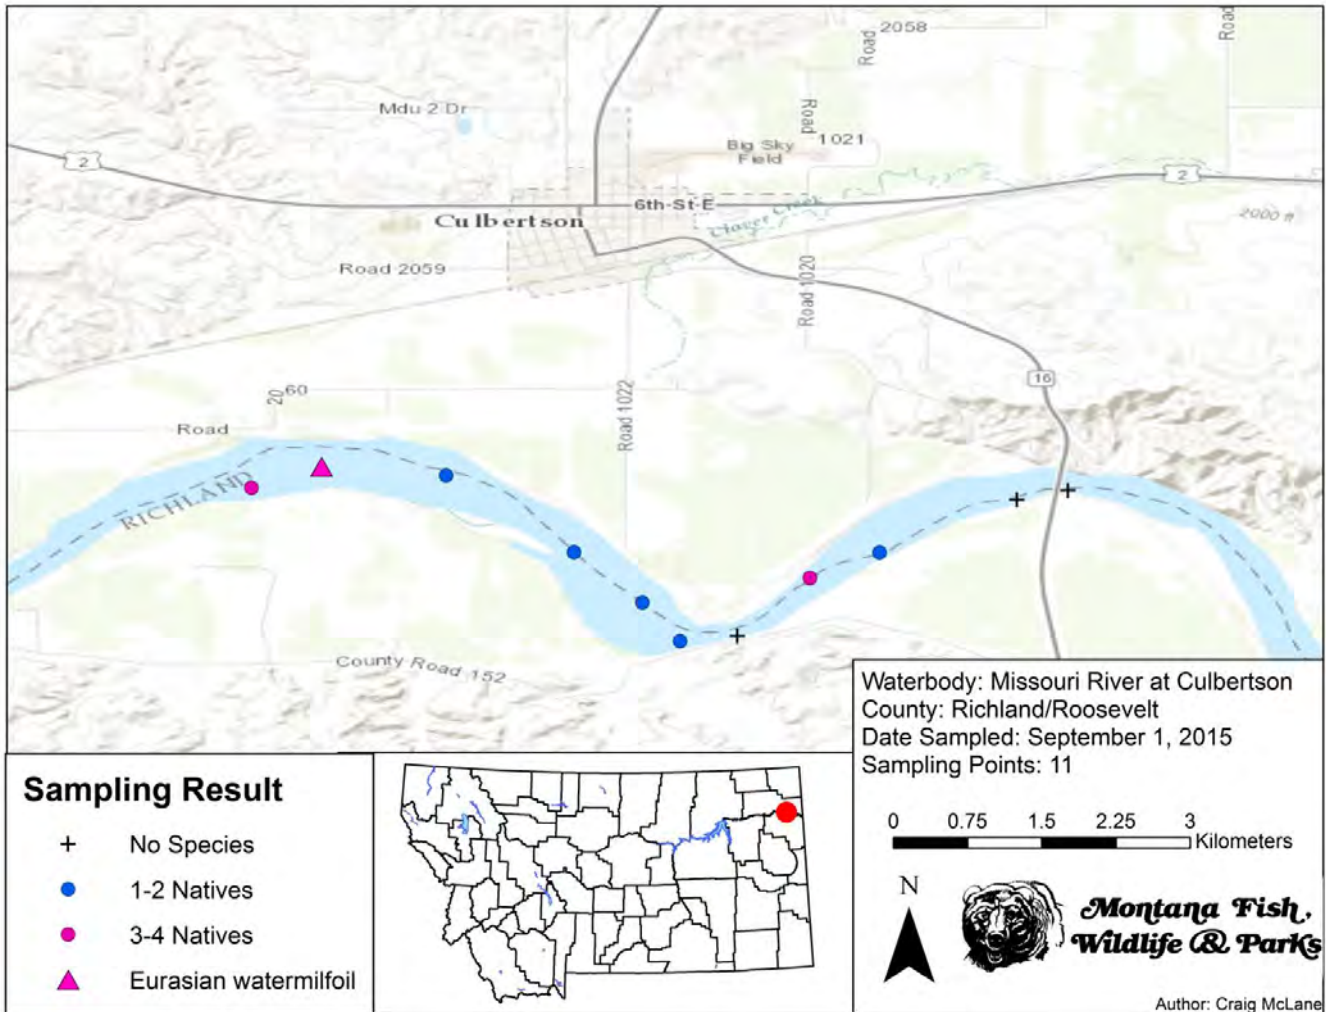 Road 2058
Road
Mdu 2 Dr
Road
1021
Big Sky
Field
2
2
6th-St-E
Culbertson
Clover Creek
2000 ft
Road 2059
Road 1020
16
2060
Road 1022
Road
RICHLAND
County Road 152
Waterbody: Missouri River at Culbertson
County: Richland/Roosevelt
Date Sampled: September 1, 2015
Sampling Points: 11
0 0.75 1.5 2.25 3
Kilometers
N
Montana Fish,
Wildlife & Parks
Author: Craig McLane
Sampling Result
No Species
1-2 Natives
3-4 Natives
Eurasian watermilfoil